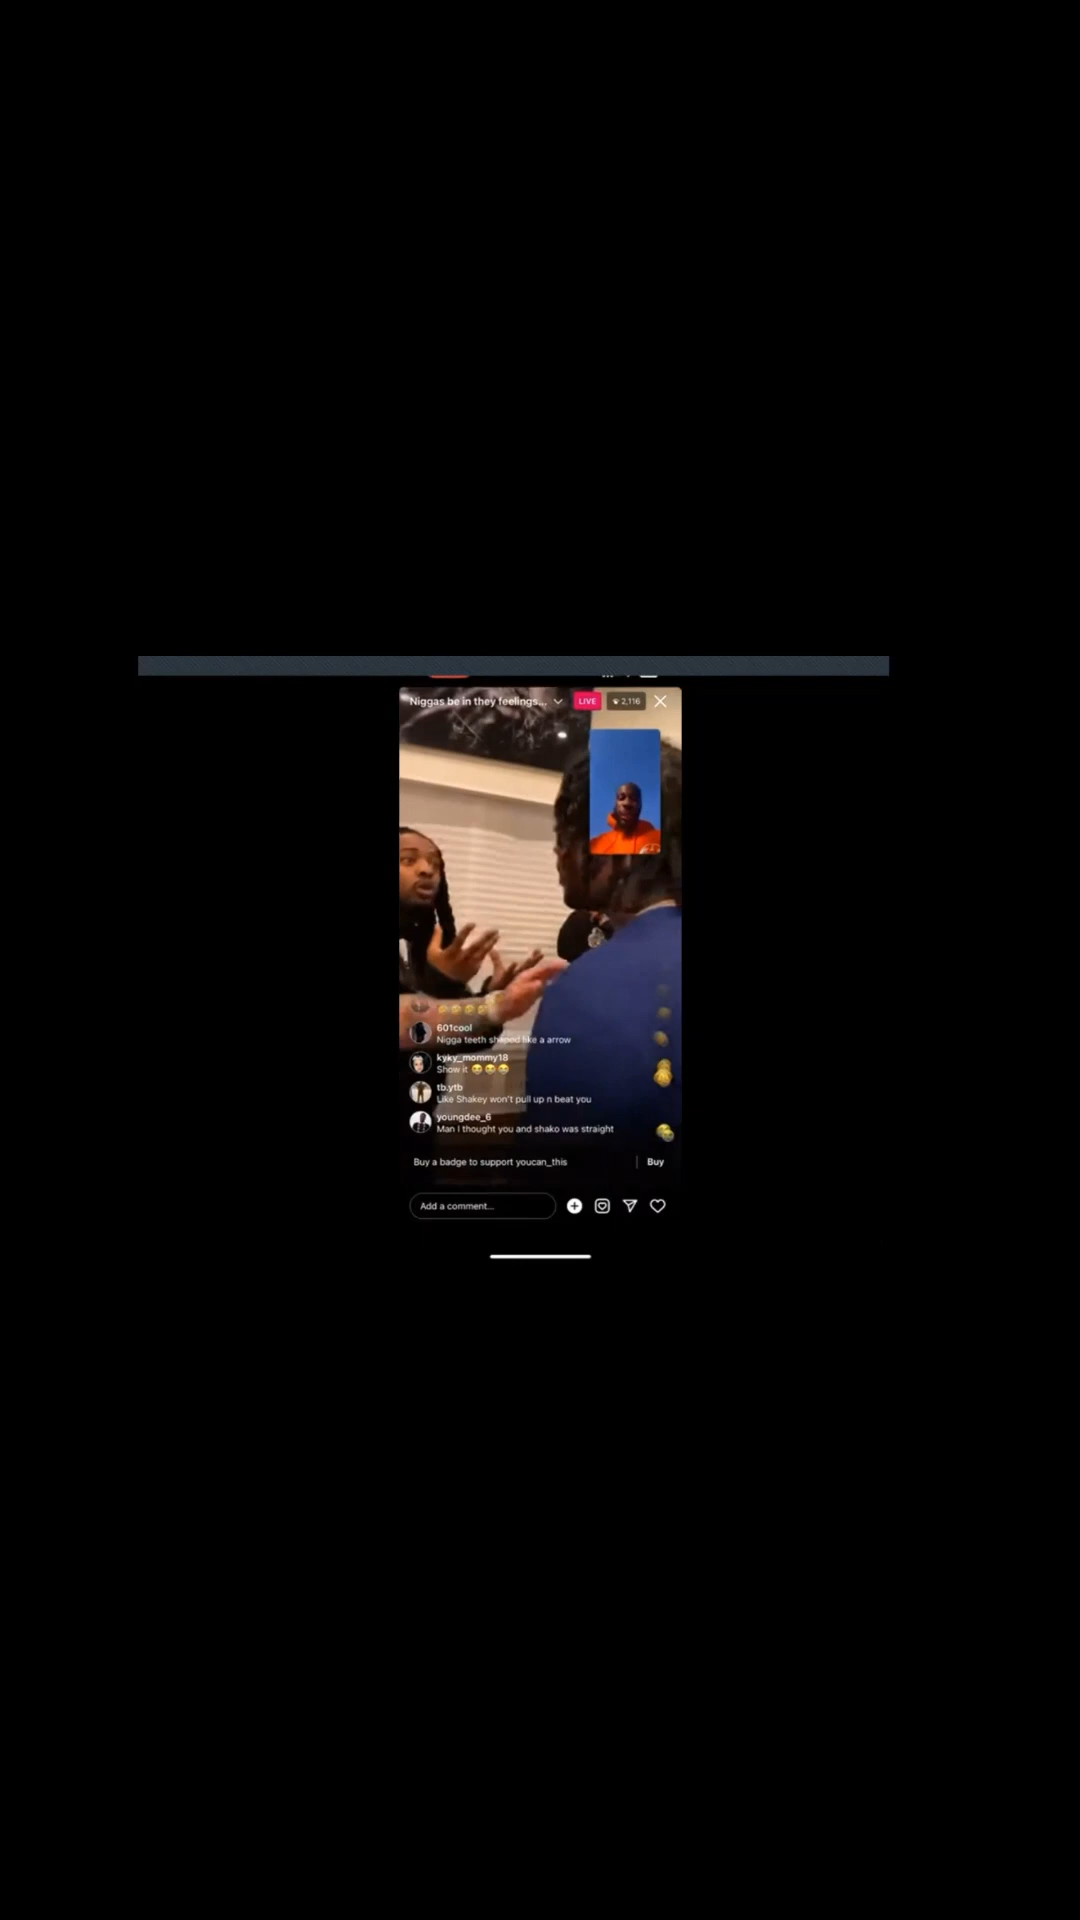 Niggas be in they feelings...
LIVE
2,116
601cool
Nigga teeth shaped like a arrow
kyky_mommy18
Show it 😭😭😭
tb.ytb
Like Shakey won't pull up n beat you
youngdee_6
Man I thought you and shako was straight
Buy a badge to support youcan_this
Buy
Add a comment...